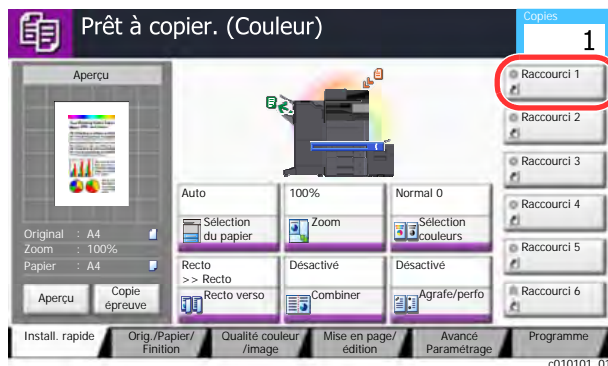 Prêt à copier. (Couleur)
Copies
1
Aperçu
Original : A4
Zoom : 100%
Papier : A4
Aperçu
Copie
épreuve
Auto
Sélection
du papier
100%
Zoom
Normal 0
Sélection
couleurs
Recto
>> Recto
Recto verso
Désactivé
Combiner
Désactivé
Agrafe/perfo
Raccourci 1
Raccourci 2
Raccourci 3
Raccourci 4
Raccourci 5
Raccourci 6
Install. rapide
Orig./Papier/
Finition
Qualité couleur
/image
Mise en page/
édition
Avancé
Paramétrage
Programme
c010101_01